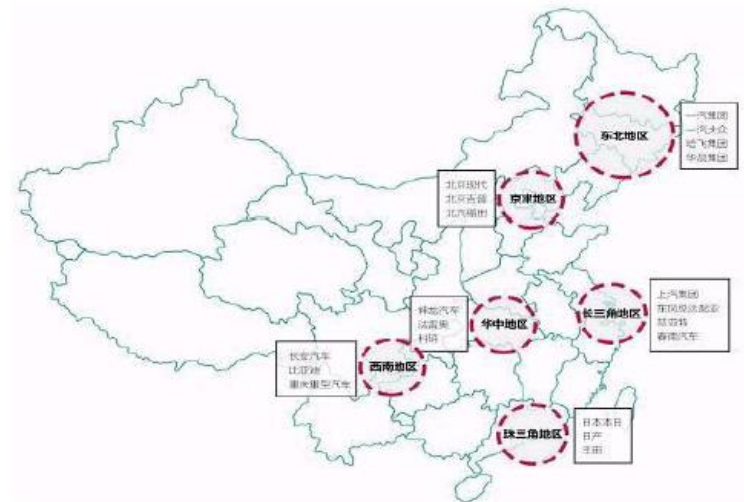 东北地区
一汽集团
一汽大众
哈飞集团
华晨集团
京津地区
北京现代
北京吉普
北汽福田
长三角地区
上汽集团
东风悦达起亚
华中地区
神龙汽车
法雷奥
西南地区
长安汽车
比亚迪
重庆重型汽车
珠三角地区
日本本田
日产
丰田